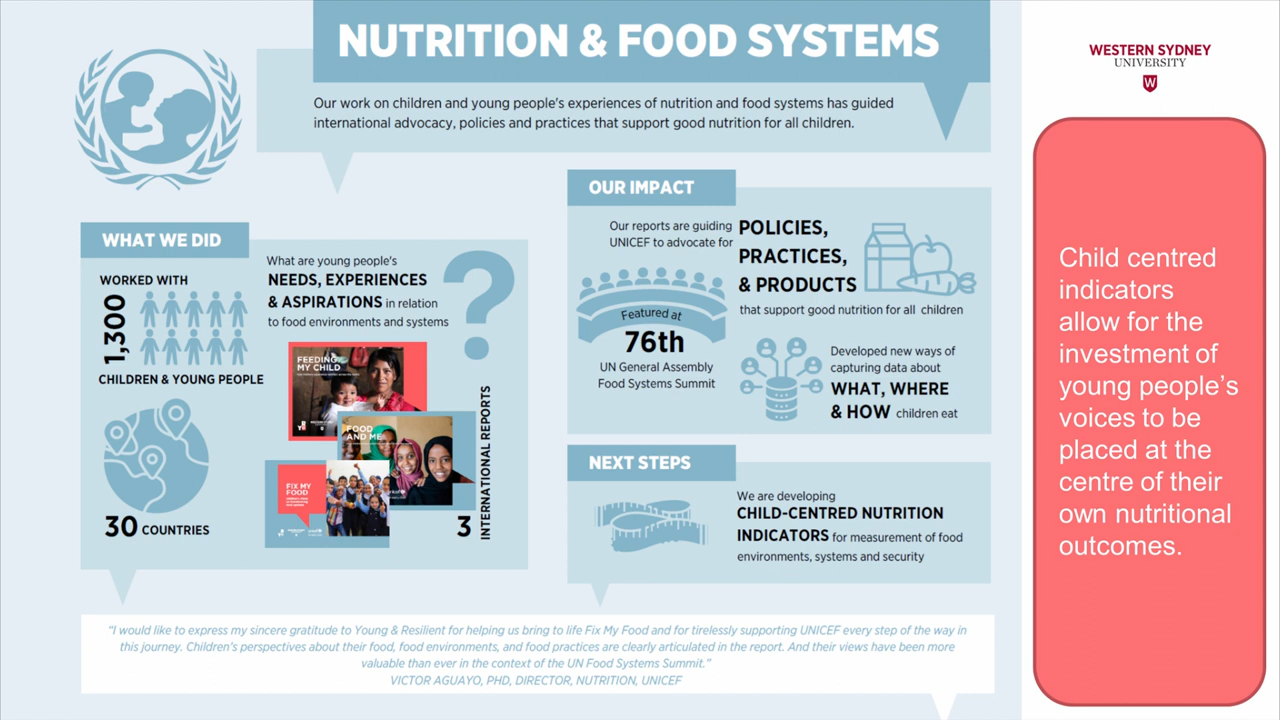 NUTRITION & FOOD SYSTEMS
Our work on children and young people's experiences of nutrition and food systems has guided
international advocacy, policies and practices that support good nutrition for all children.
WHAT WE DID
WORKED WITH
1,300
CHILDREN & YOUNG PEOPLE
30 COUNTRIES
What are young people's
NEEDS, EXPERIENCES
& ASPIRATIONS in relation
to food environments and systems
?
FEEDING
MY CHILD
FOOD
AND ME
FIX MY
FOOD
3
INTERNATIONAL REPORTS
OUR IMPACT
Our reports are guiding
UNICEF to advocate for
POLICIES,
PRACTICES,
& PRODUCTS
that support good nutrition for all children
Featured at
76th
UN General Assembly
Food Systems Summit
Developed new ways of
capturing data about
WHAT, WHERE
& HOW children eat
NEXT STEPS
We are developing
CHILD-CENTRED NUTRITION
INDICATORS for measurement of food
environments, systems and security
"I would like to express my sincere gratitude to Young & Resilient for helping us bring to life Fix My Food and for tirelessly supporting UNICEF every step of the way in
this journey. Children's perspectives about their food, food environments, and food practices are clearly articulated in the report. And their views have been more
valuable than ever in the context of the UN Food Systems Summit."
VICTOR AGUAYO, PHD, DIRECTOR, NUTRITION, UNICEF
WESTERN SYDNEY
UNIVERSITY
W
Child centred
indicators
allow for the
investment of
young people's
voices to be
placed at the
centre of their
own nutritional
outcomes.